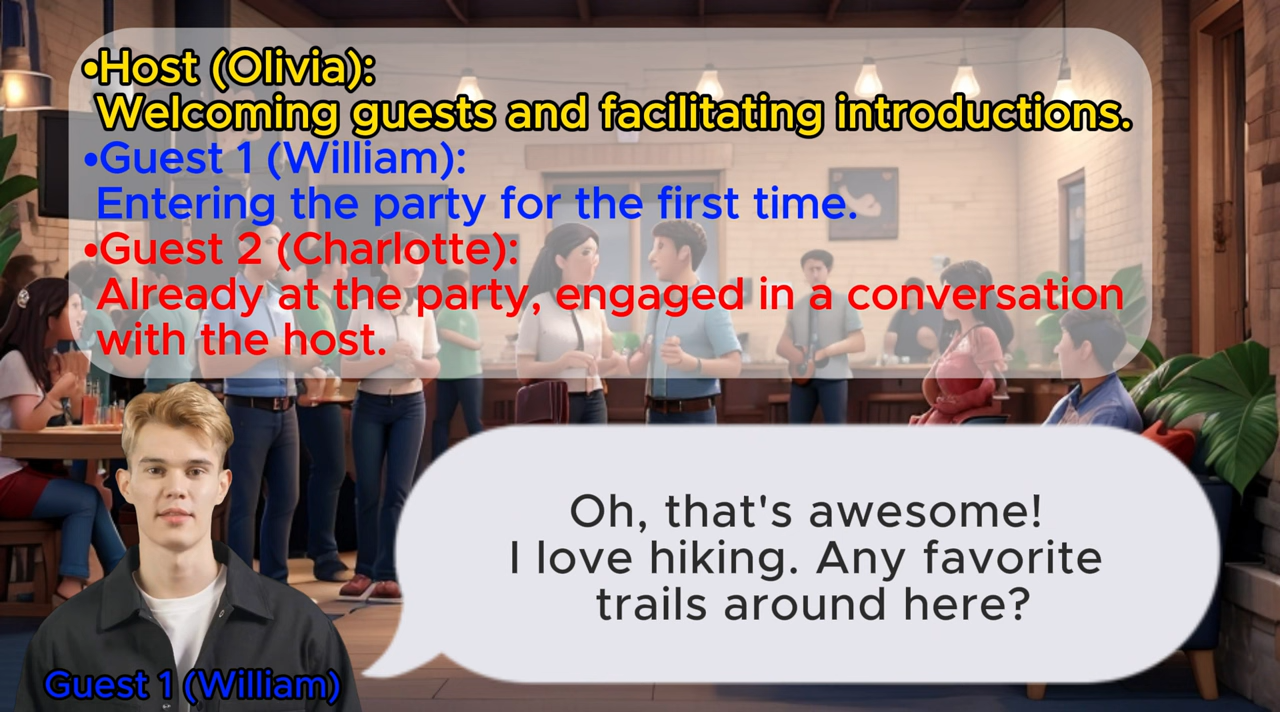 •Host (Olivia):
Welcoming guests and facilitating introductions.
•Guest 1 (William):
Entering the party for the first time.
•Guest 2 (Charlotte):
Already at the party, engaged in a conversation
with the host.
Oh, that's awesome!
I love hiking. Any favorite
trails around here?
Guest 1 (William)